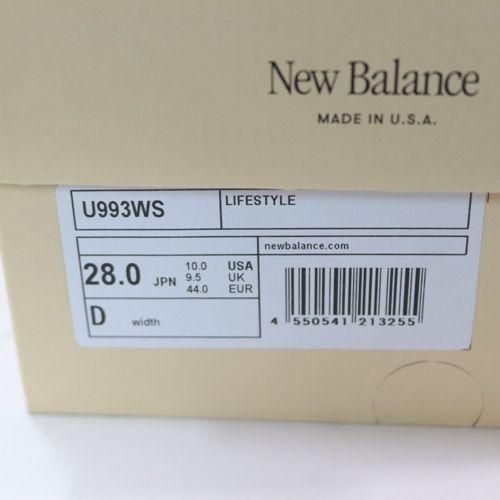 New Balance
MADE IN U.S.A.
U993WS
LIFESTYLE
newbalance.com
28.0 JPN
10.0 USA
9.5 UK
44.0 EUR
D width
4 550541 213255